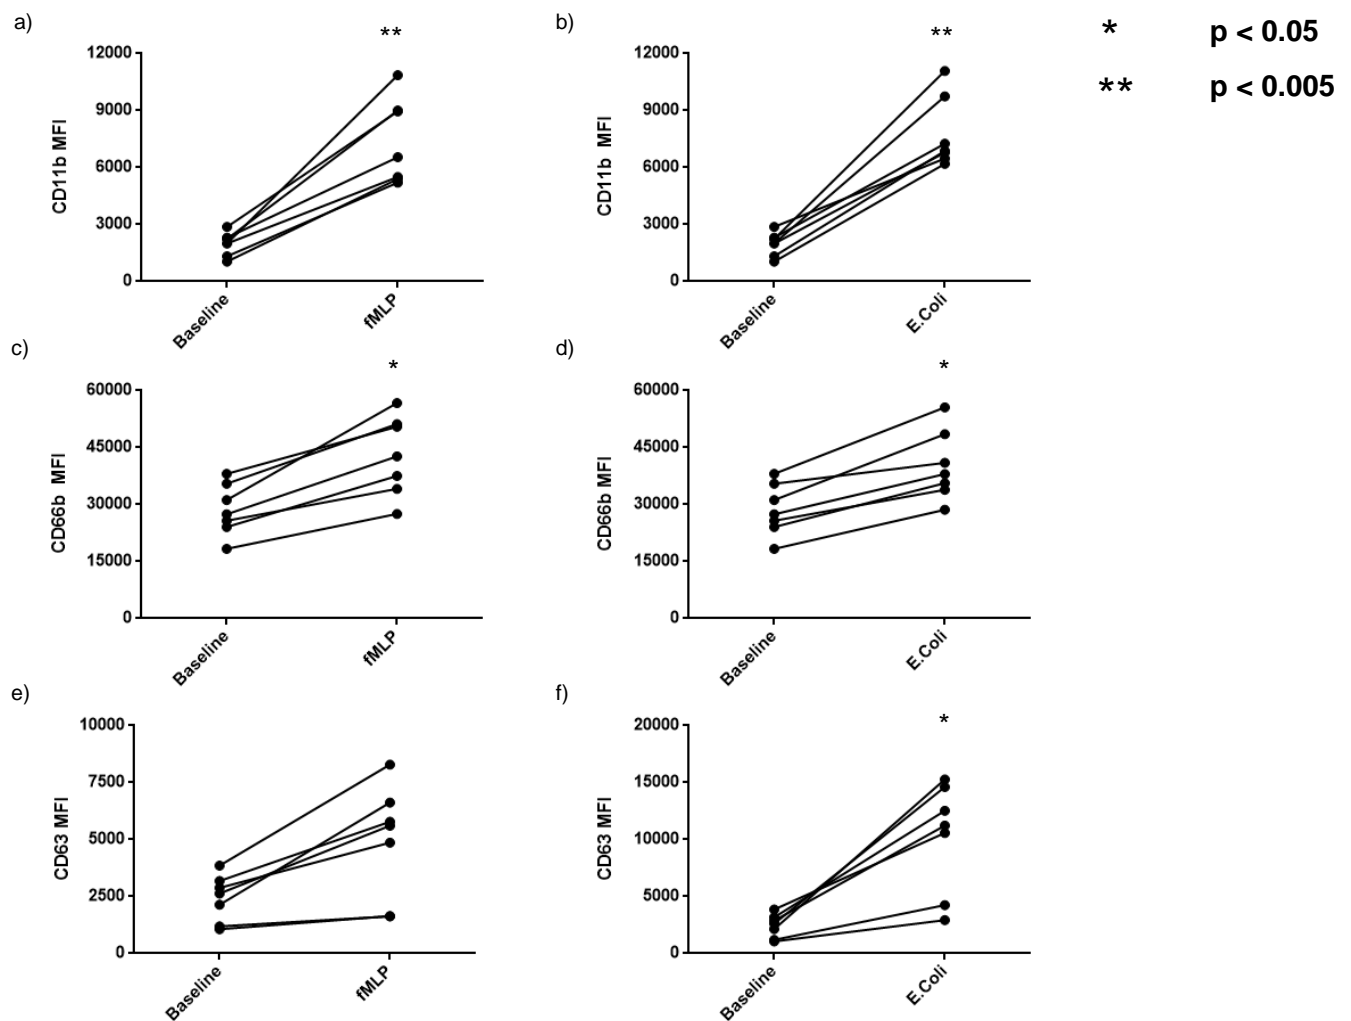 a)
**
12000
9000
6000
3000
0
CD11b MFI
Baseline
fMLP
b)
**
12000
9000
6000
3000
0
CD11b MFI
Baseline
E.Coli
* p < 0.05
** p < 0.005
c)
*
60000
45000
30000
15000
0
CD66b MFI
Baseline
fMLP
d)
*
60000
45000
30000
15000
0
CD66b MFI
Baseline
E.Coli
e)
10000
7500
5000
2500
0
CD63 MFI
Baseline
fMLP
f)
*
20000
15000
10000
5000
0
CD63 MFI
Baseline
E.Coli